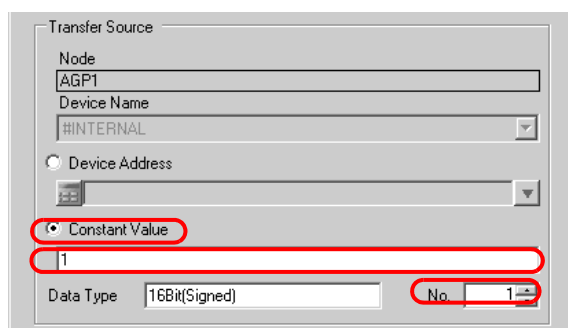 Transfer Source
Node
AGP1
Device Name
#INTERNAL
Device Address
Constant Value
1
Data Type 16Bit(Signed) No. 1